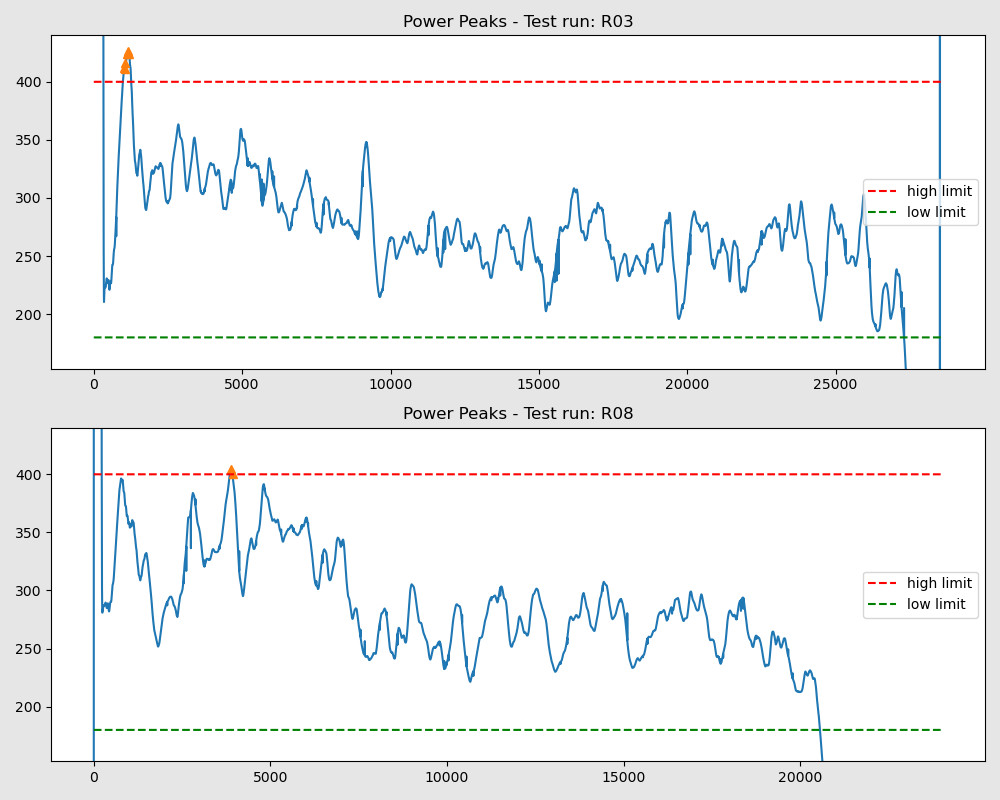 Power Peaks - Test run: R03
400
350
300
250
200
high limit
low limit
0 5000 10000 15000 20000 25000
Power Peaks - Test run: R08
400
350
300
250
200
high limit
low limit
0 5000 10000 15000 20000